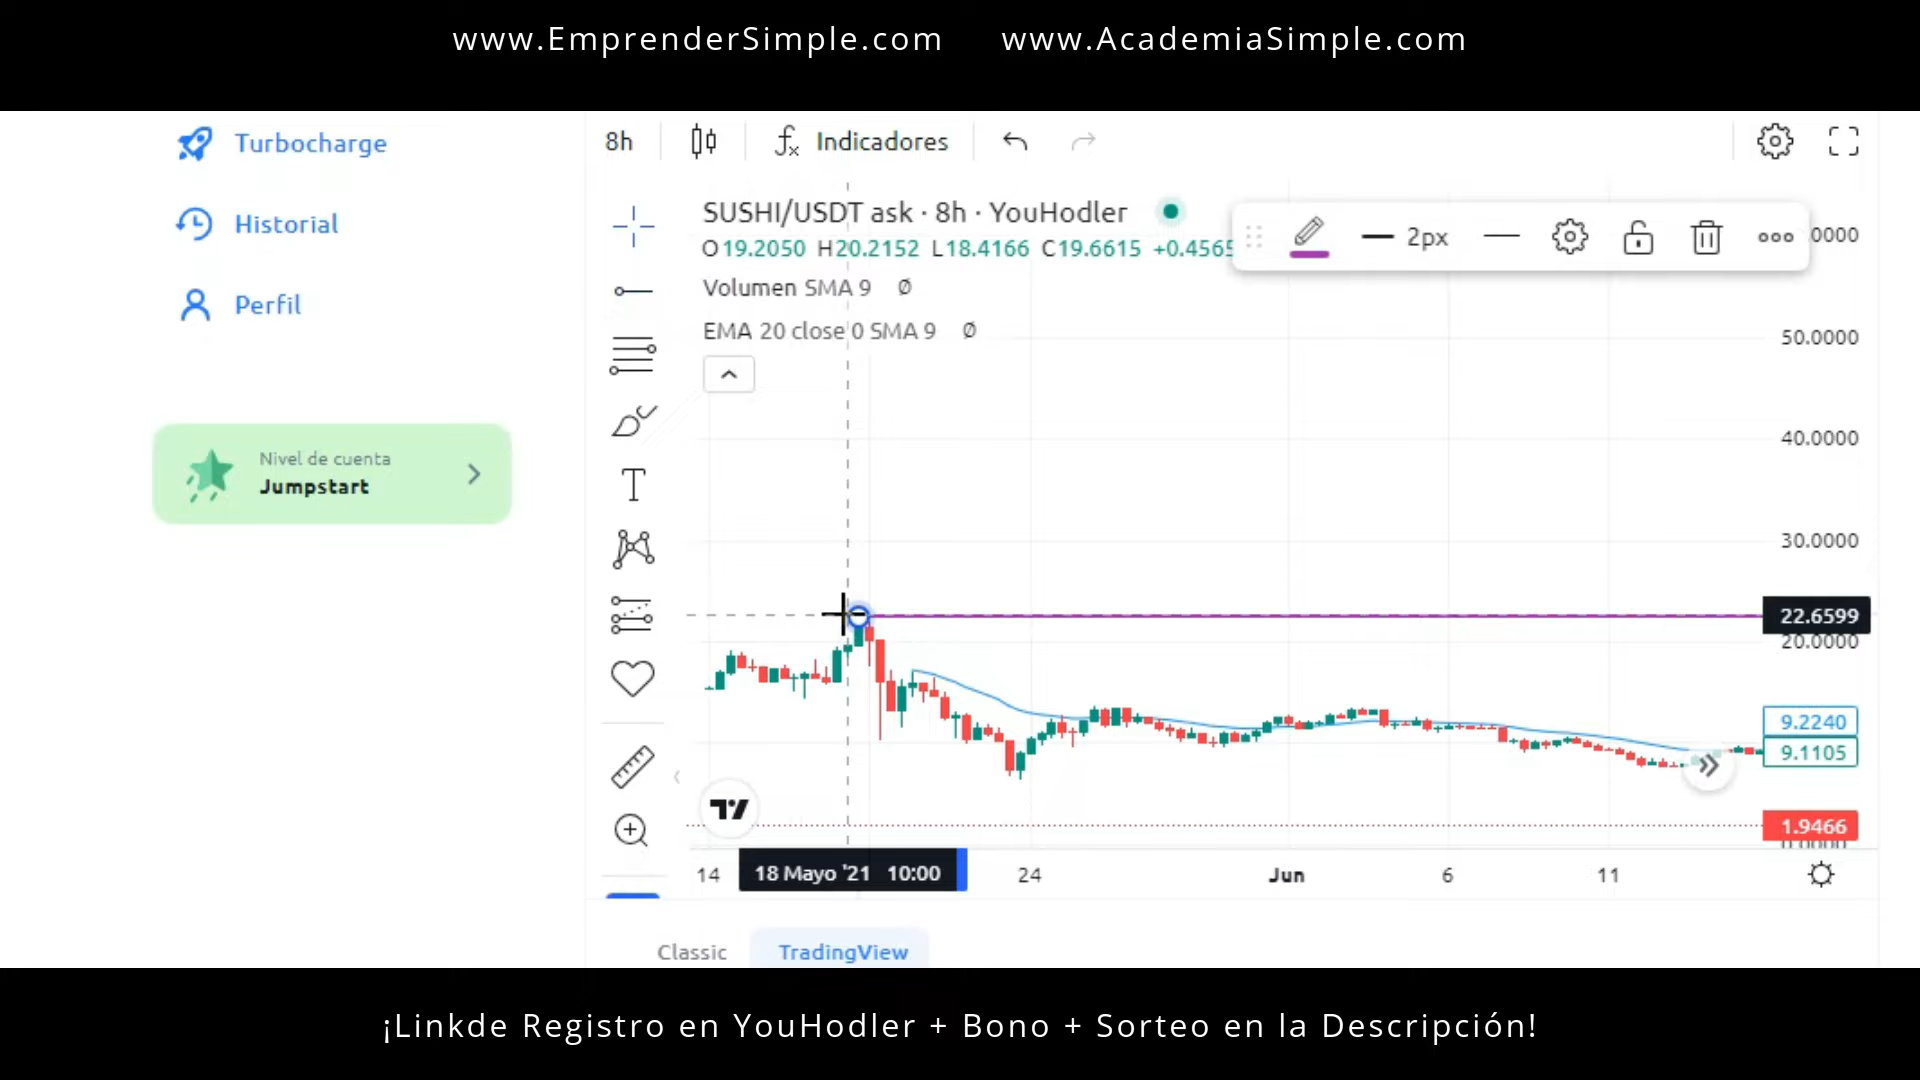 www.EmprenderSimple.com www.AcademiaSimple.com
Turbocharge
Historial
Perfil
Nivel de cuenta
Jumpstart
8h Indicadores
SUSHI/USDT ask · 8h · YouHodler
O19.2050 H20.2152 L18.4166 C19.6615 +0.4565
Volumen SMA 9 Ø
EMA 20 close 0 SMA 9 Ø
2px
0000
50.0000
40.0000
30.0000
22.6599
20.0000
9.2240
9.1105
1.9466
0.0000
14 18 Mayo '21 10:00 24 Jun 6 11
Classic TradingView
¡Linkde Registro en YouHodler + Bono + Sorteo en la Descripción!